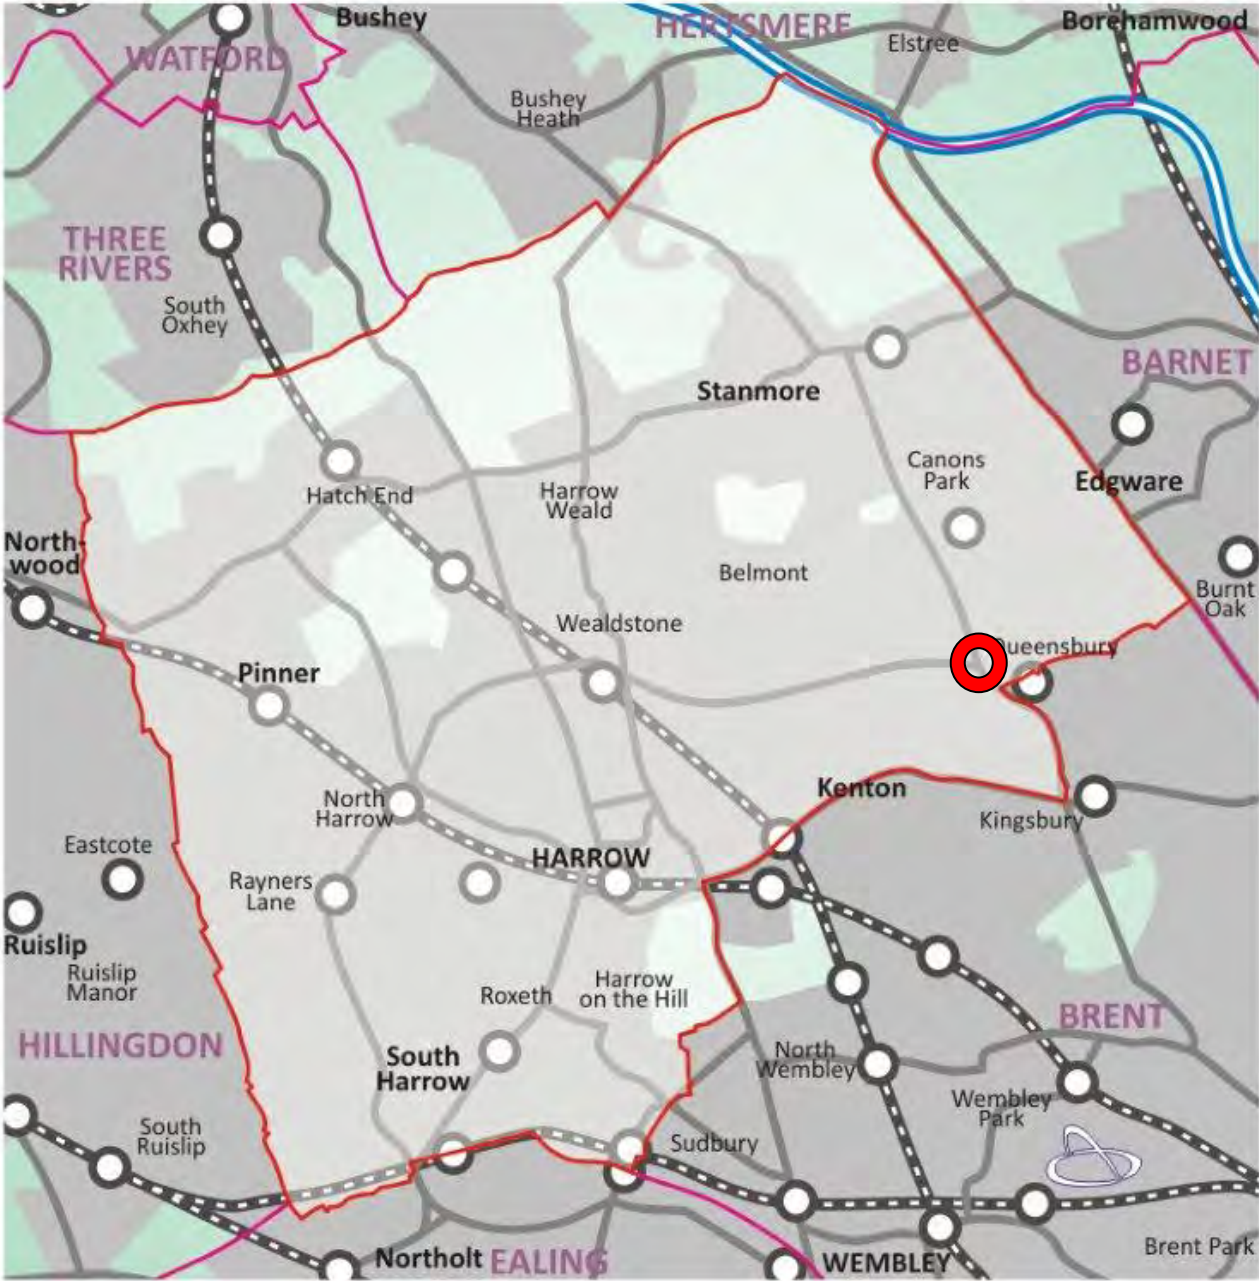 Bushey
HERTSMERE
Borehamwood
WATFORD
Elstree
Bushey
Heath
THREE
RIVERS
South
Oxhey
BARNET
Stanmore
Canons
Park
Edgware
Hatch End
Harrow
Weald
North-
wood
Belmont
Burnt
Oak
Wealdstone
Queensbury
Pinner
Kenton
North
Harrow
Kingsbury
Eastcote
HARROW
Rayners
Lane
Ruislip
Ruislip
Manor
Roxeth
Harrow
on the Hill
HILLINGDON
BRENT
South
Harrow
North
Wembley
Wembley
Park
South
Ruislip
Sudbury
Northolt
EALING
WEMBLEY
Brent Park